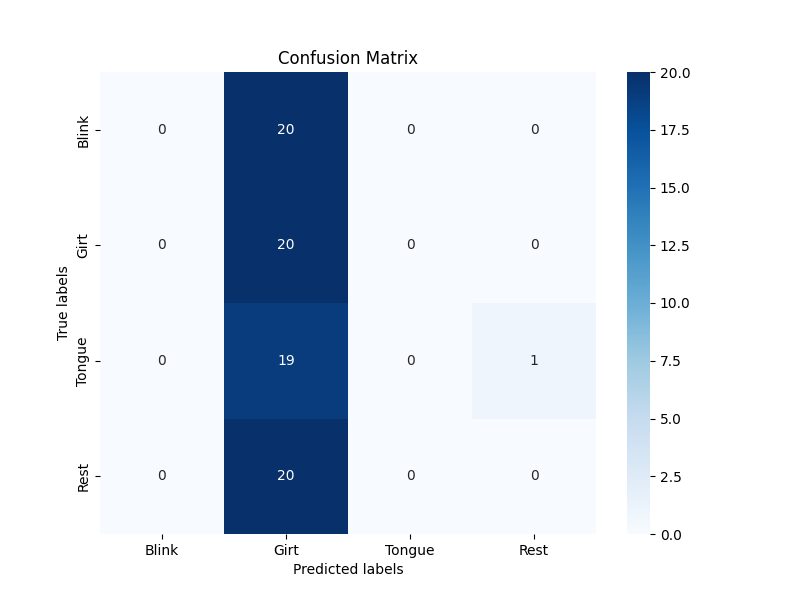 Confusion Matrix
True labels
Blink 0 20 0 0
Girt 0 20 0 0
Tongue 0 19 0 1
Rest 0 20 0 0
Blink Girt Tongue Rest
Predicted labels
20.0
17.5
15.0
12.5
10.0
7.5
5.0
2.5
0.0